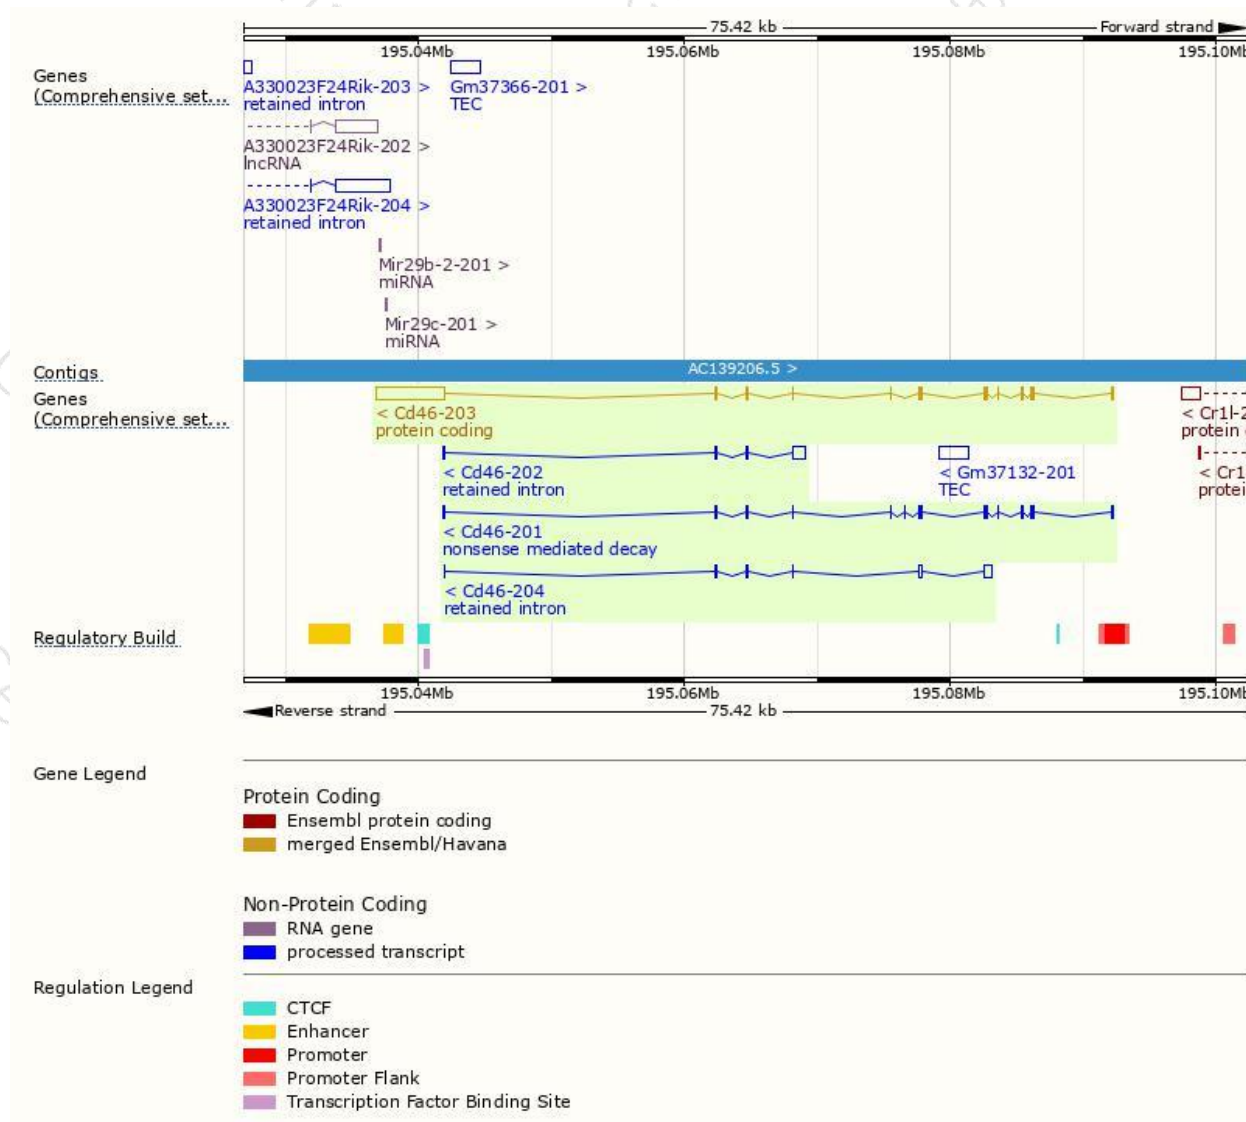 75.42 kb Forward strand
195.04Mb 195.06Mb 195.08Mb 195.10Mb
Genes
(Comprehensive set...
A330023F24Rik-203 > Gm37366-201 >
retained intron TEC
A330023F24Rik-202 >
lncRNA
A330023F24Rik-204 >
retained intron
Mir29b-2-201 >
miRNA
Mir29c-201 >
miRNA
Contigs
AC139206.5 >
Genes
(Comprehensive set...
< Cd46-203 < Cr1l-2
protein coding protein
< Cd46-202 < Gm37132-201 < Cr1
retained intron TEC protei
< Cd46-201
nonsense mediated decay
< Cd46-204
retained intron
Regulatory Build
195.04Mb 195.06Mb 195.08Mb 195.10Mb
Reverse strand 75.42 kb
Gene Legend
Protein Coding
Ensembl protein coding
merged Ensembl/Havana
Non-Protein Coding
RNA gene
processed transcript
Regulation Legend
CTCF
Enhancer
Promoter
Promoter Flank
Transcription Factor Binding Site